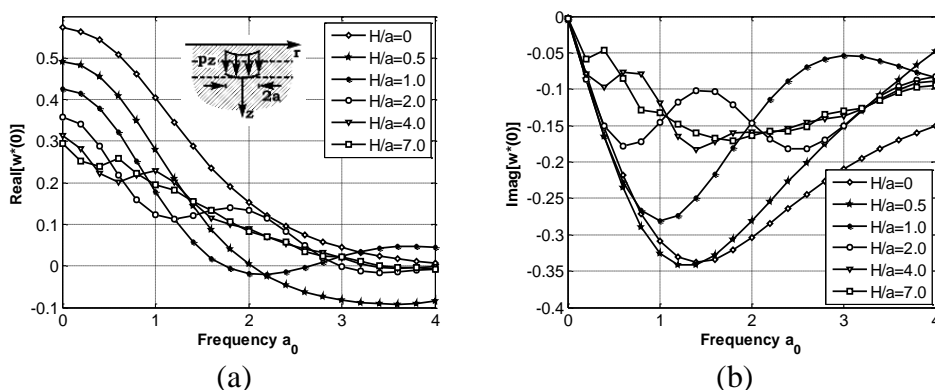 0.5
0.4
0.3
0.2
0.1
0
-0.1
Real[w*(0)]
0 1 2 3 4
Frequency a0
r
pz
2a
z
H/a=0
H/a=0.5
H/a=1.0
H/a=2.0
H/a=4.0
H/a=7.0
(a)
-0.05
-0.1
-0.15
-0.2
-0.25
-0.3
-0.35
-0.4
Imag[w*(0)]
0 1 2 3 4
Frequency a0
H/a=0
H/a=0.5
H/a=1.0
H/a=2.0
H/a=4.0
H/a=7.0
(b)